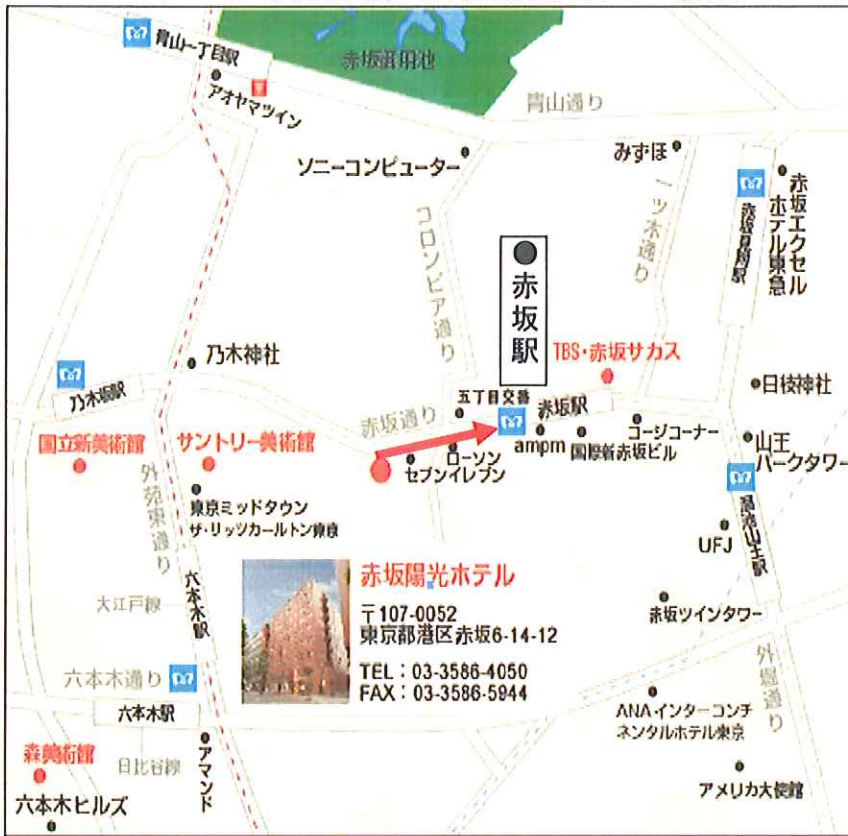 青山一丁目駅
アオヤマツイン
赤坂御用地
青山通り
ソニーコンピューター
みずほ
一ツ木通り
赤坂見附駅
赤坂エクセル
ホテル東急
コロンビア通り
赤坂駅
TBS・赤坂サカス
乃木神社
乃木坂駅
赤坂通り
五丁目交番
赤坂駅
日枝神社
国立新美術館
サントリー美術館
セブンイレブン
ローソン
ampm
国際新赤坂ビル
コージコーナー
山王
パークタワー
外苑東通り
東京ミッドタウン
ザ・リッツカールトン東京
溜池山王駅
UFJ
六本木駅
大江戸線
赤坂陽光ホテル
〒107-0052
東京都港区赤坂6-14-12
TEL:03-3586-4050
FAX:03-3586-5944
赤坂ツインタワー
外堀通り
六本木通り
六本木駅
日比谷線
アマンド
ANA・インターコンチ
ネンタルホテル東京
森美術館
六本木ヒルズ
アメリカ大使館